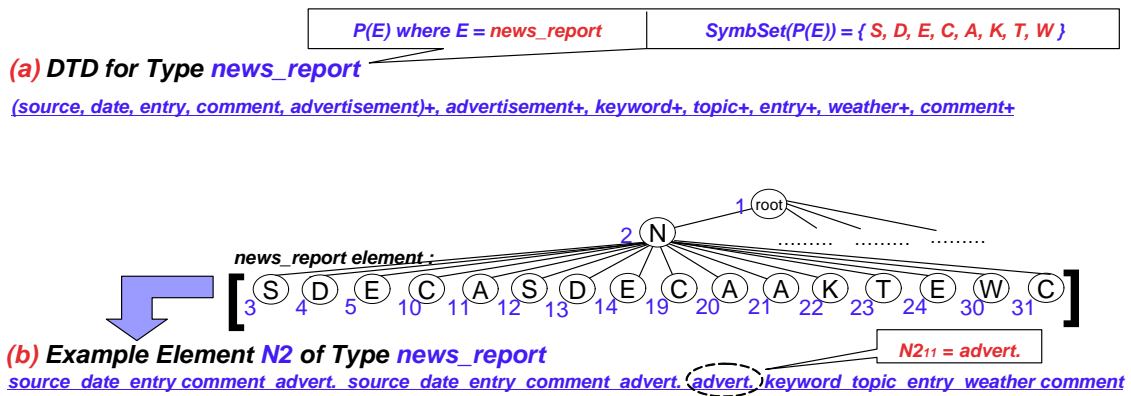 P(E) where E = news_report SymbSet(P(E)) = { S, D, E, C, A, K, T, W }
(a) DTD for Type news_report
(source, date, entry, comment, advertisement)+, advertisement+, keyword+, topic+, entry+, weather+, comment+
1 root
2 N ......... ......... .........
news_report element :
[ S D E C A S D E C A A K T E W C ]
3 4 5 10 11 12 13 14 19 20 21 22 23 24 30 31
(b) Example Element N2 of Type news_report
N2₁₁ = advert.
source date entry comment advert. source date entry comment advert. advert. keyword topic entry weather comment